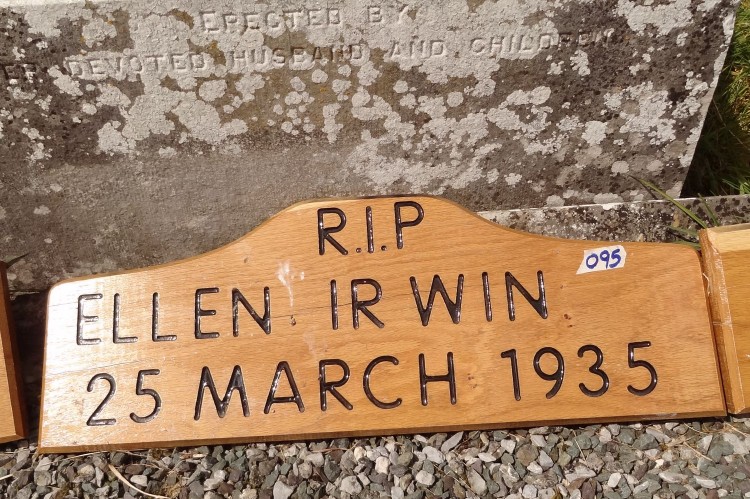 ERECTED BY
DEVOTED HUSBAND AND CHILDREN
R.I.P
095
ELLEN IRWIN
25 MARCH 1935